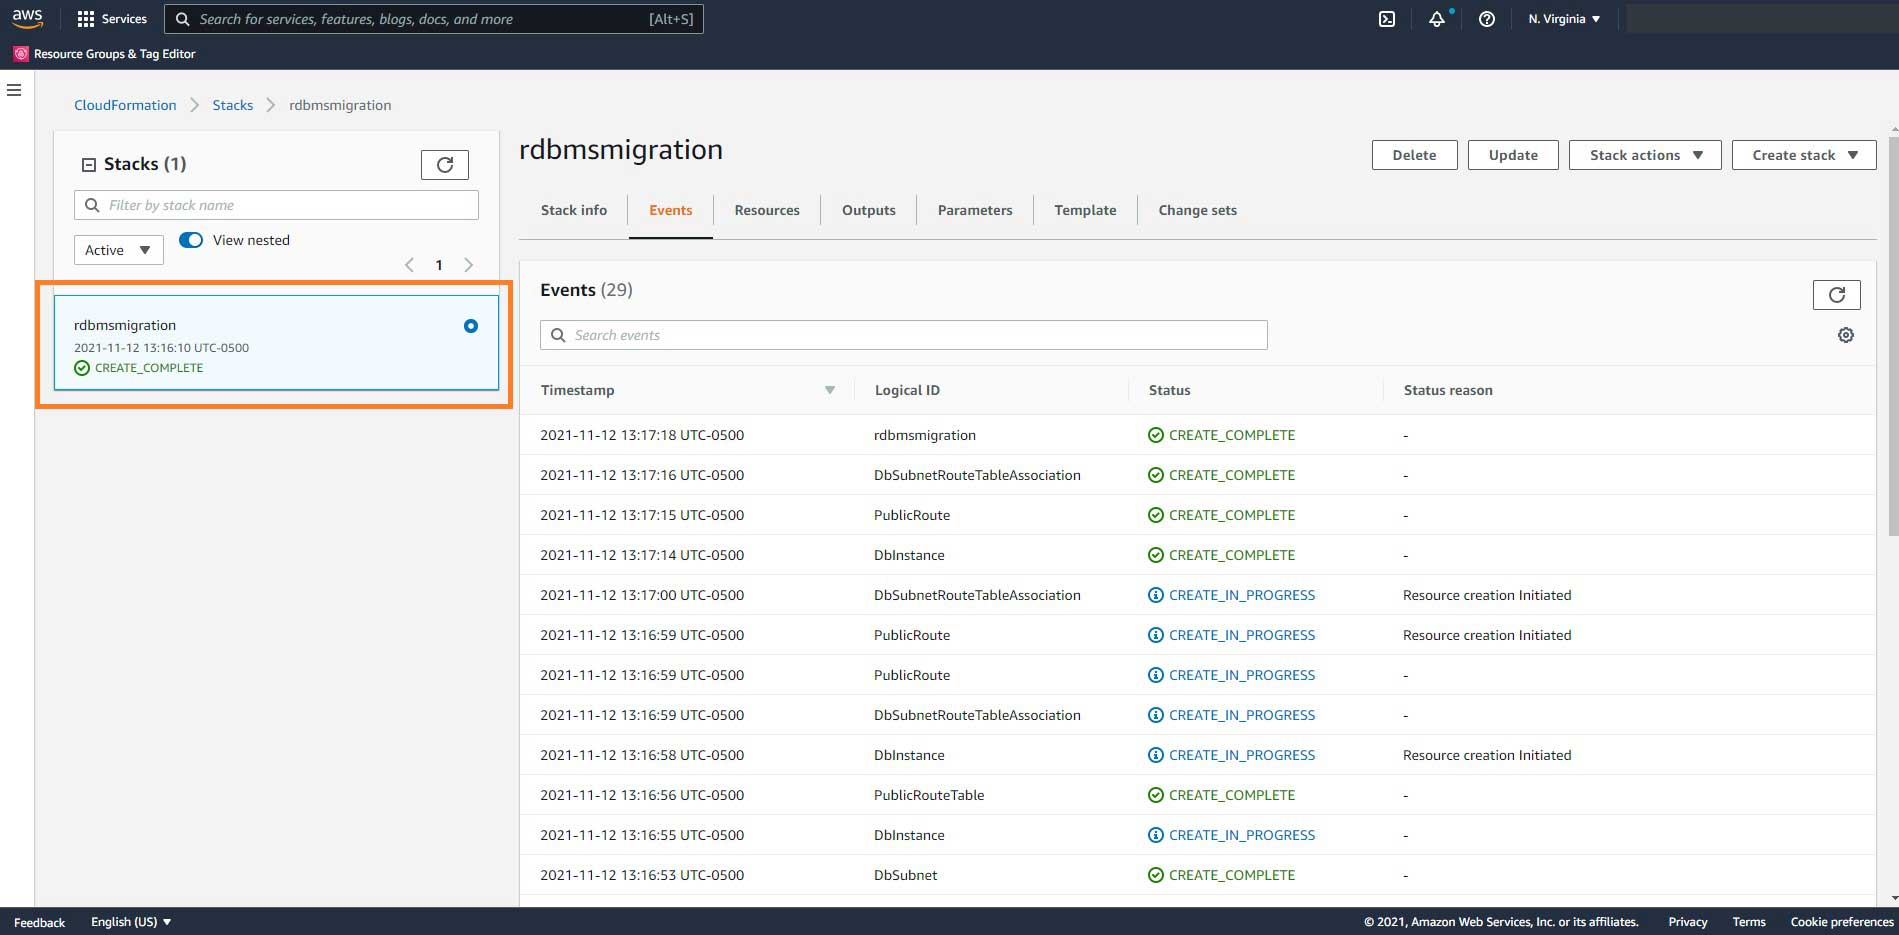 aws Services Search for services, features, blogs, docs, and more [Alt+S] N. Virginia
Resource Groups & Tag Editor
CloudFormation Stacks rdbmsmigration
Stacks (1)
Filter by stack name
Active View nested
1
rdbmsmigration
2021-11-12 13:16:10 UTC-0500
CREATE_COMPLETE
rdbmsmigration
Delete Update Stack actions Create stack
Stack info Events Resources Outputs Parameters Template Change sets
Events (29)
Search events
Timestamp Logical ID Status Status reason
2021-11-12 13:17:18 UTC-0500 rdbmsmigration CREATE_COMPLETE -
2021-11-12 13:17:16 UTC-0500 DbSubnetRouteTableAssociation CREATE_COMPLETE -
2021-11-12 13:17:15 UTC-0500 PublicRoute CREATE_COMPLETE -
2021-11-12 13:17:14 UTC-0500 DbInstance CREATE_COMPLETE -
2021-11-12 13:17:00 UTC-0500 DbSubnetRouteTableAssociation CREATE_IN_PROGRESS Resource creation Initiated
2021-11-12 13:16:59 UTC-0500 PublicRoute CREATE_IN_PROGRESS Resource creation Initiated
2021-11-12 13:16:59 UTC-0500 PublicRoute CREATE_IN_PROGRESS -
2021-11-12 13:16:59 UTC-0500 DbSubnetRouteTableAssociation CREATE_IN_PROGRESS -
2021-11-12 13:16:58 UTC-0500 DbInstance CREATE_IN_PROGRESS Resource creation Initiated
2021-11-12 13:16:56 UTC-0500 PublicRouteTable CREATE_COMPLETE -
2021-11-12 13:16:55 UTC-0500 DbInstance CREATE_IN_PROGRESS -
2021-11-12 13:16:53 UTC-0500 DbSubnet CREATE_COMPLETE -
Feedback English (US) © 2021, Amazon Web Services, Inc. or its affiliates. Privacy Terms Cookie preferences